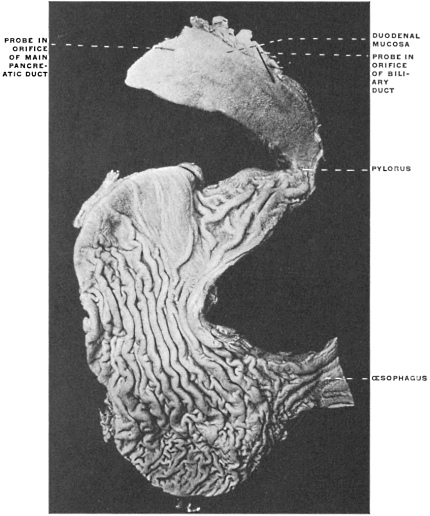 PROBE IN
ORIFICE
OF MAIN
PANCRE-
ATIC DUCT
DUODENAL
MUCOSA
PROBE IN
ORIFICE
OF BILI-
ARY
DUCT
PYLORUS
ŒSOPHAGUS